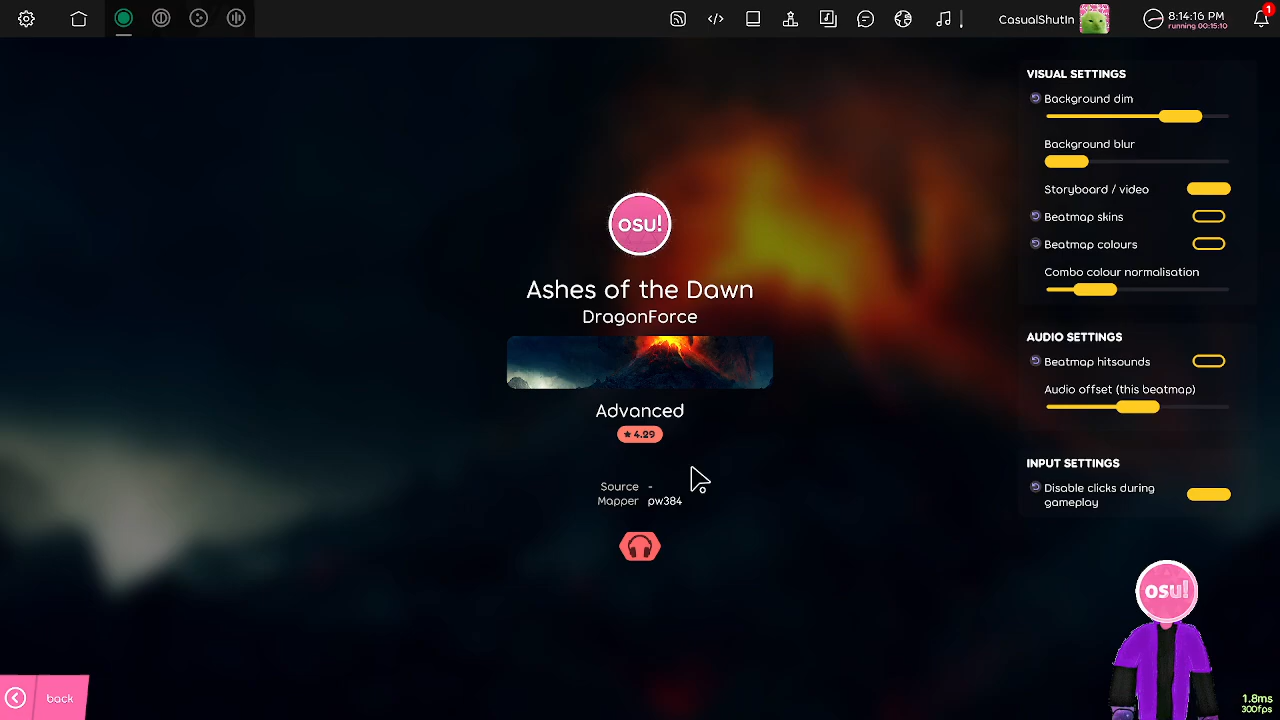 CasualShutIn
8:14:16 PM
running 00:15:10
1
VISUAL SETTINGS
Background dim
Background blur
Storyboard / video
Beatmap skins
Beatmap colours
Combo colour normalisation
AUDIO SETTINGS
Beatmap hitsounds
Audio offset (this beatmap)
INPUT SETTINGS
Disable clicks during
gameplay
osu!
Ashes of the Dawn
DragonForce
Advanced
4.29
Source -
Mapper pw384
osu!
back
1.8ms
300fps